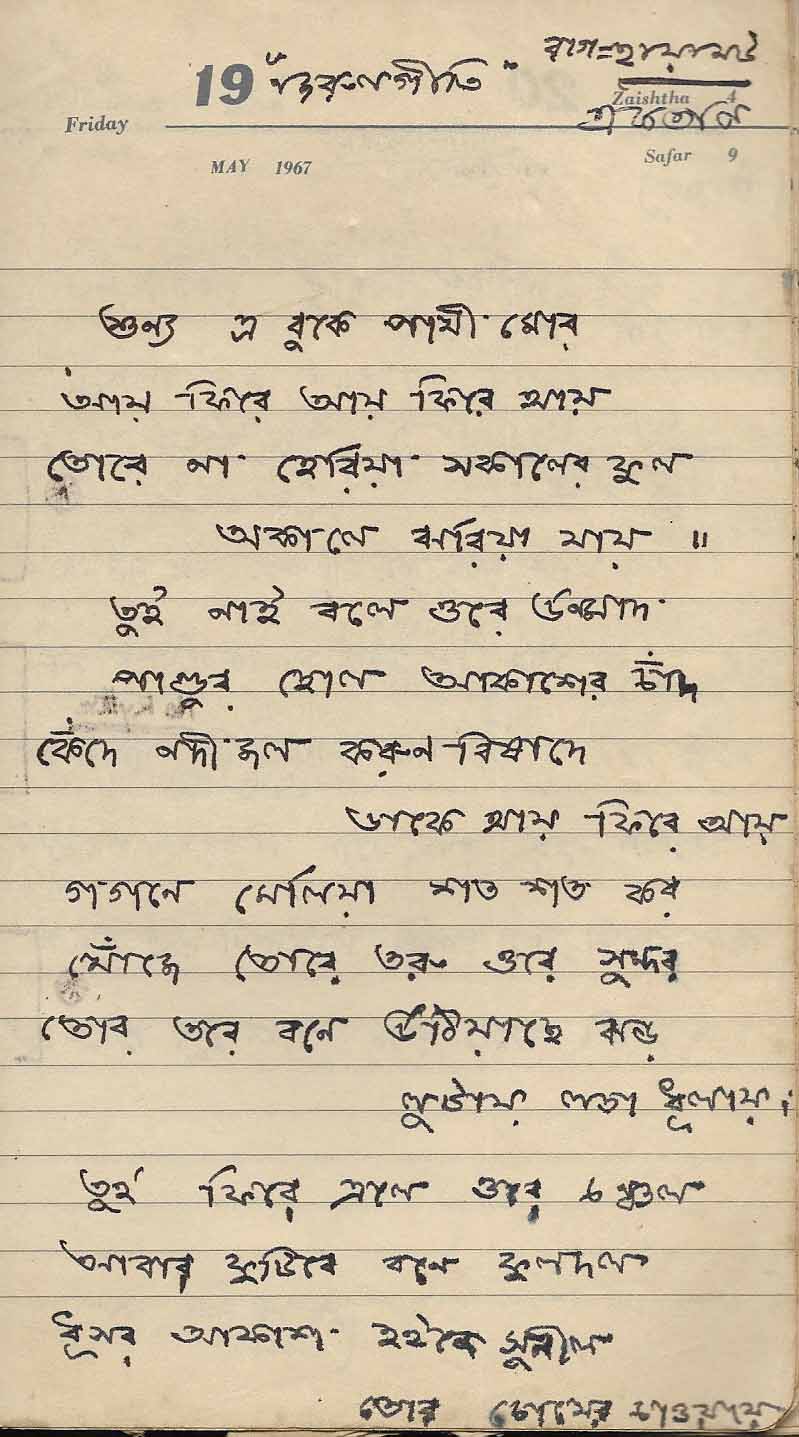 রাগ=ছায়ানট
19 "নজরুলগীতি"
Zaishtha 4
Friday
ত্রিতাল
MAY 1967
Safar 9
শুন্য এ বুকে পাখী মোর
আয় ফিরে আয় ফিরে আয়
তোরে না হেরিয়া সকালের ফুল
অকালে ঝরিয়া যায় ॥
তুই নাই বলে ওরে উন্মাদ
পাণ্ডুর হোল আকাশের চাঁদ
কেঁদে নদী জল করুন বিষাদে
ডাকে আয় ফিরে আয়
গগনে মেলিয়া শত শত কর
খোঁজে তোরে তরু ওরে সুন্দর
তোর তরে বনে উঠিয়াছে ঝড়
লুটায় লতা ধূলায়।
তুই ফিরে এলে ওরে চঞ্চল
আবার ফুটিবে বনে ফুলদল
ধূসর আকাশ হইবে সুনীল
তোর চোখের চাওয়ায়